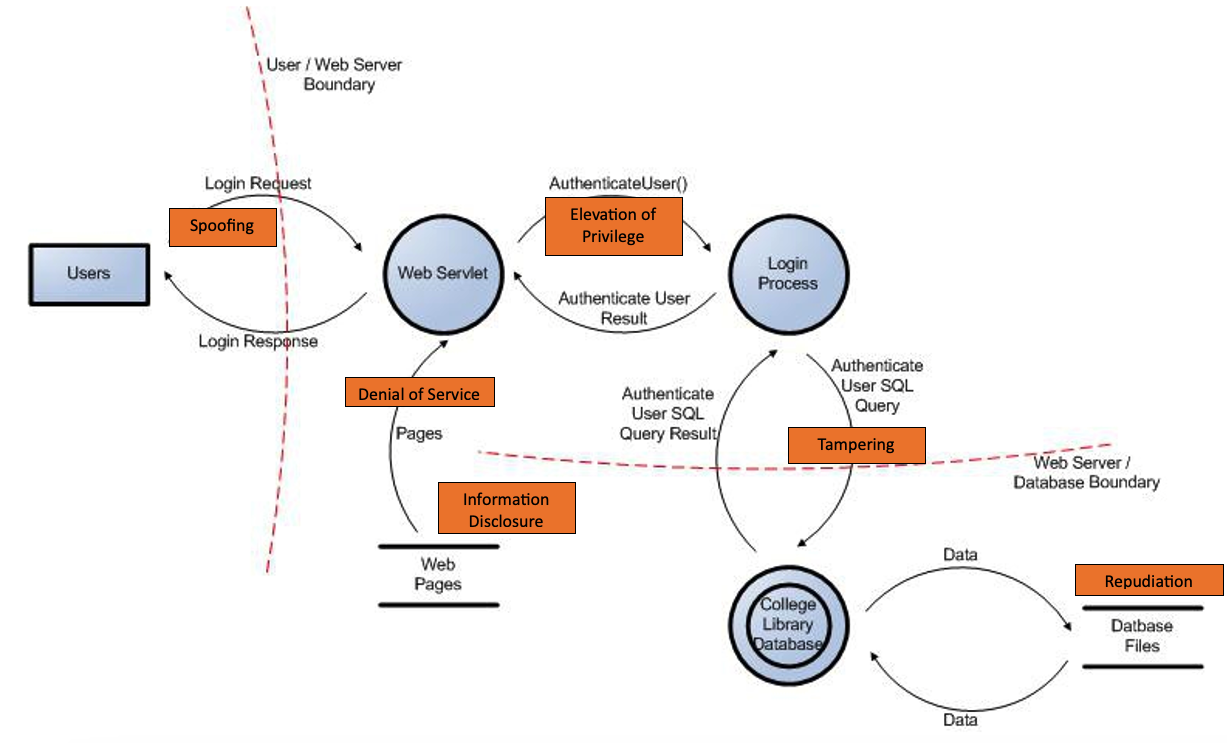 User / Web Server
Boundary
Login Request
Spoofing
Users
Login Response
Web Servlet
AuthenticateUser()
Elevation of
Privilege
Authenticate User
Result
Login
Process
Denial of Service
Pages
Information
Disclosure
Web
Pages
Authenticate
User SQL
Query Result
Authenticate
User SQL
Query
Tampering
Web Server /
Database Boundary
College
Library
Database
Data
Repudiation
Datbase
Files
Data